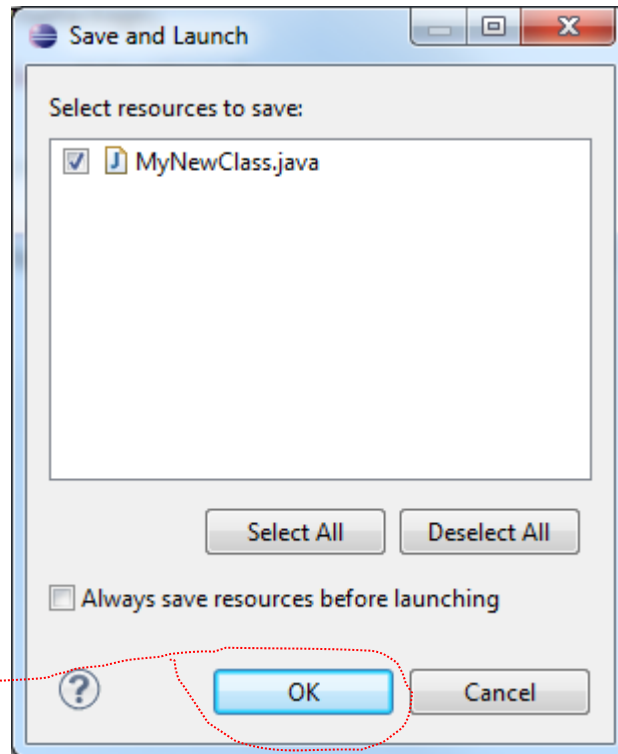 Save and Launch
Select resources to save:
MyNewClass.java
Select All Deselect All
Always save resources before launching
? OK Cancel